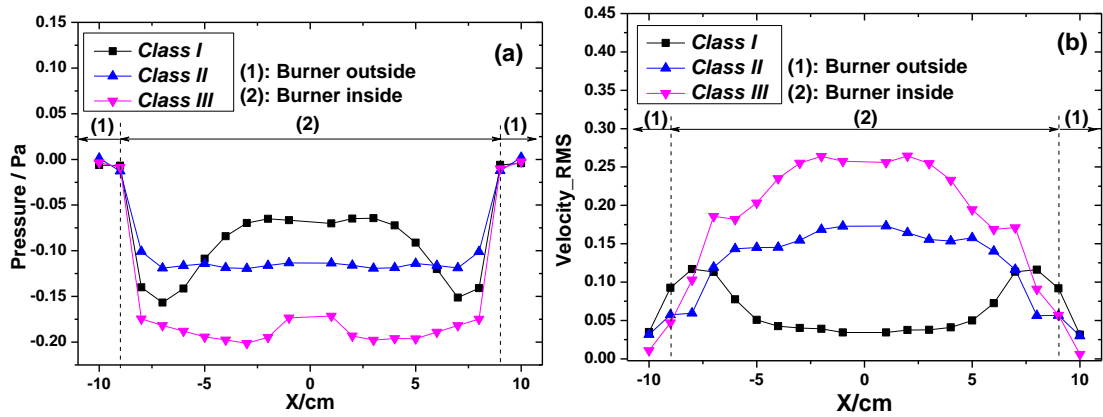 0.15
0.10
0.05
0.00
-0.05
-0.10
-0.15
-0.20
Pressure / Pa
Class I
Class II
Class III
(1): Burner outside
(2): Burner inside
(a)
(1)
(2)
(1)
-10
-5
0
5
10
X/cm
0.45
0.40
0.35
0.30
0.25
0.20
0.15
0.10
0.05
0.00
Velocity_RMS
Class I
Class II
Class III
(1): Burner outside
(2): Burner inside
(b)
(1)
(2)
(1)
-10
-5
0
5
10
X/cm